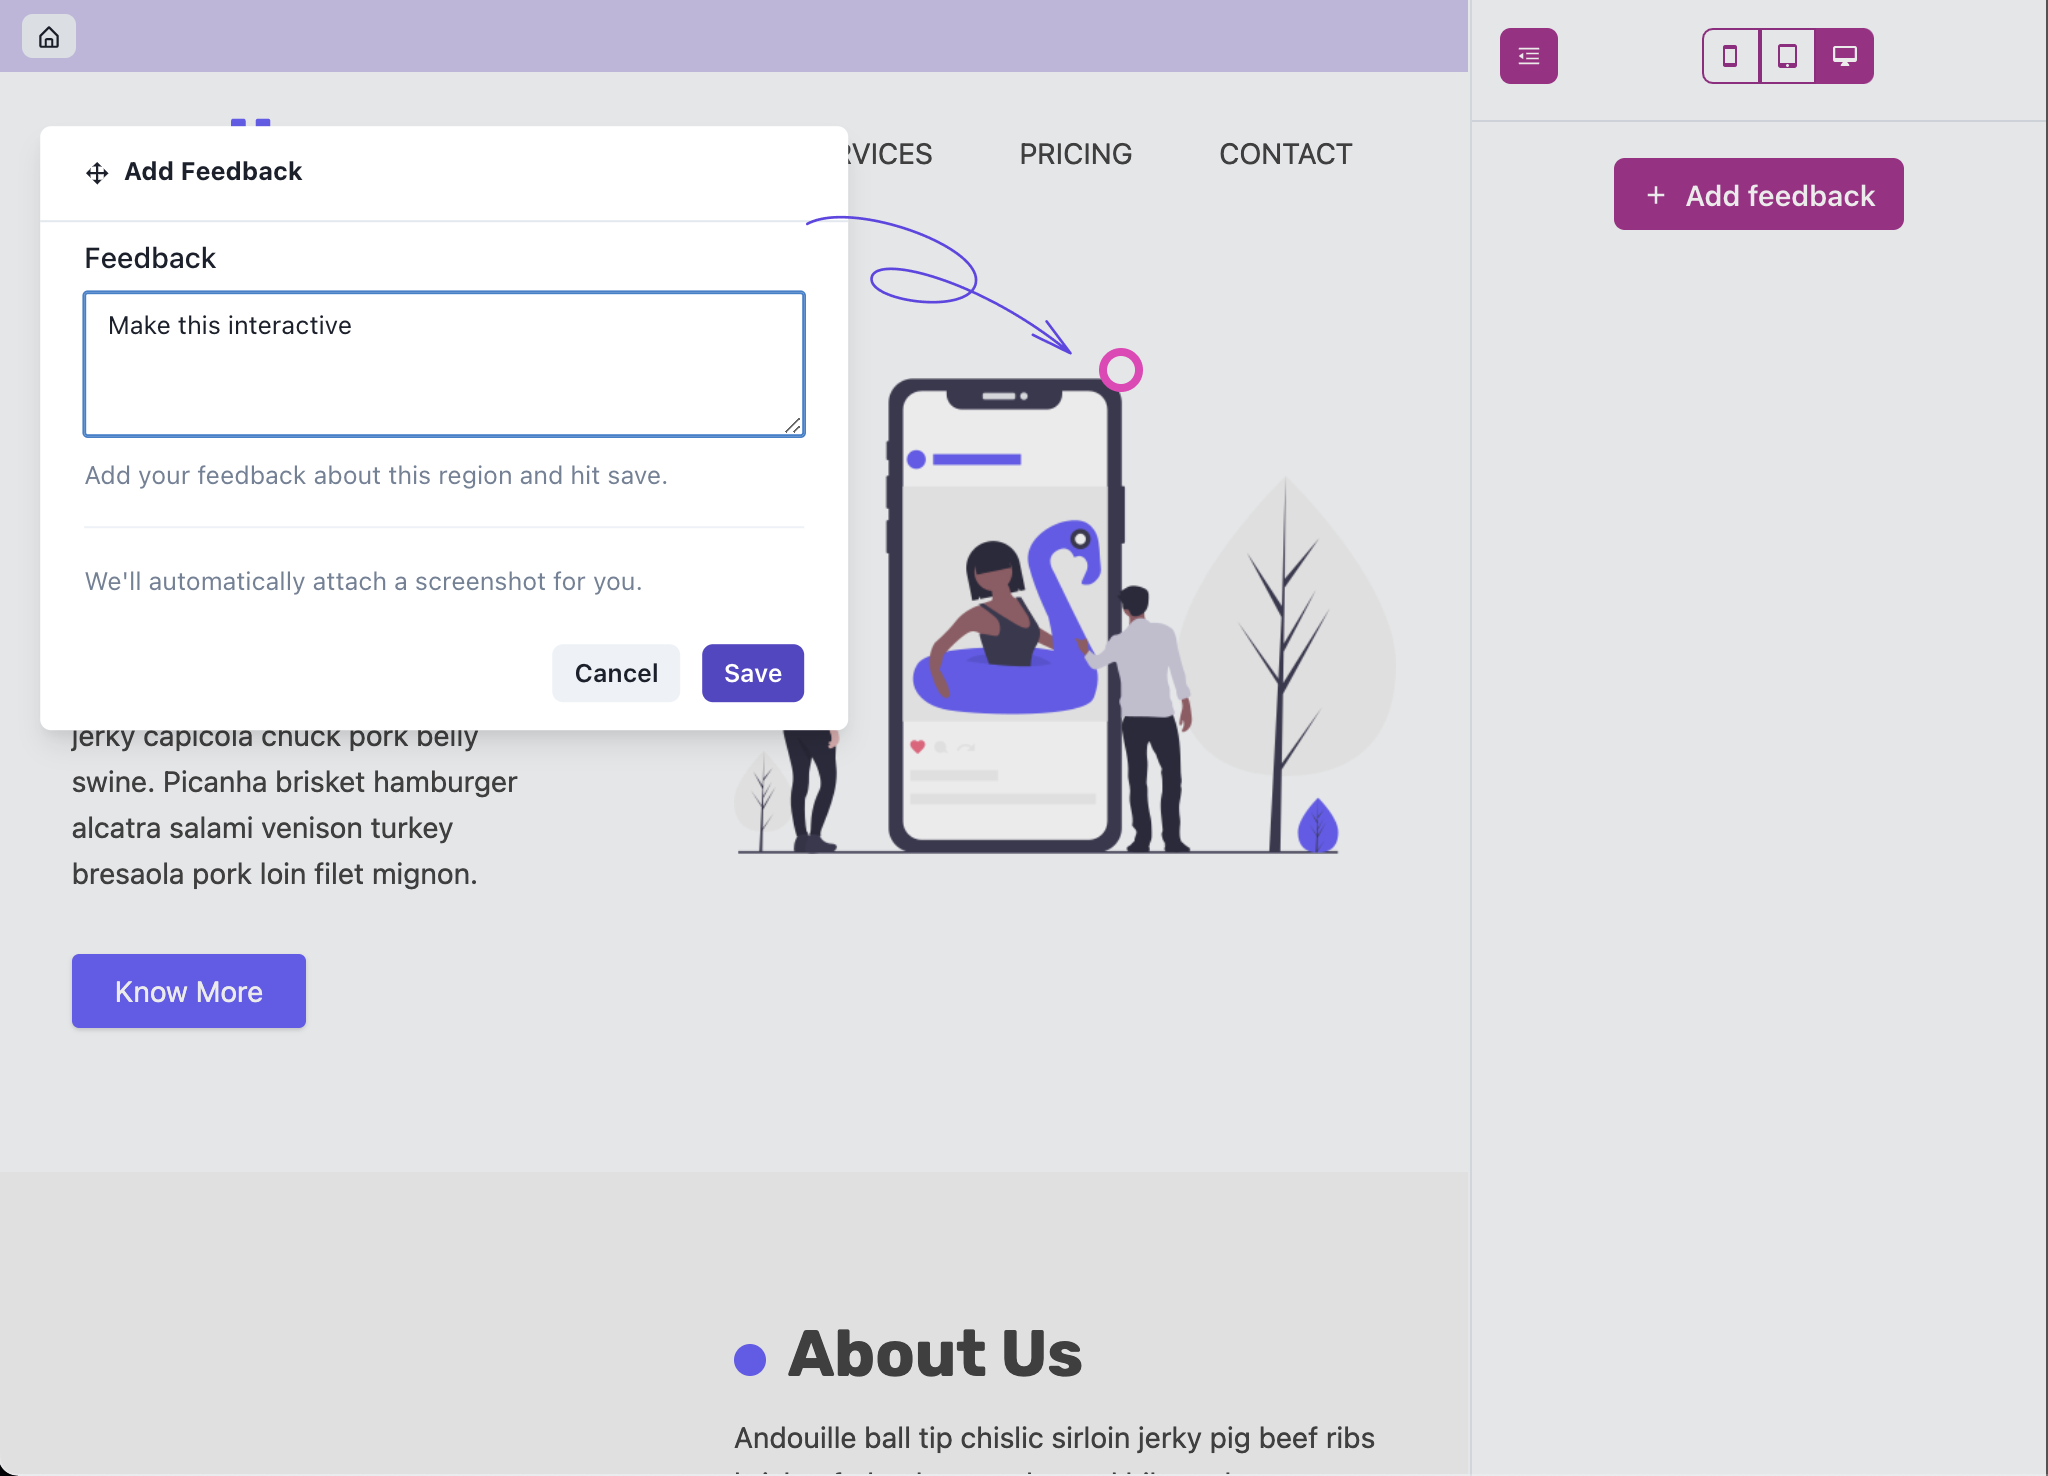 PRICING
CONTACT
Add Feedback
+ Add feedback
Feedback
Make this interactive
Add your feedback about this region and hit save.
We'll automatically attach a screenshot for you.
Cancel
Save
jerky capicola chuck pork belly
swine. Picanha brisket hamburger
alcatra salami venison turkey
bresaola pork loin filet mignon.
Know More
About Us
Andouille ball tip chislic sirloin jerky pig beef ribs